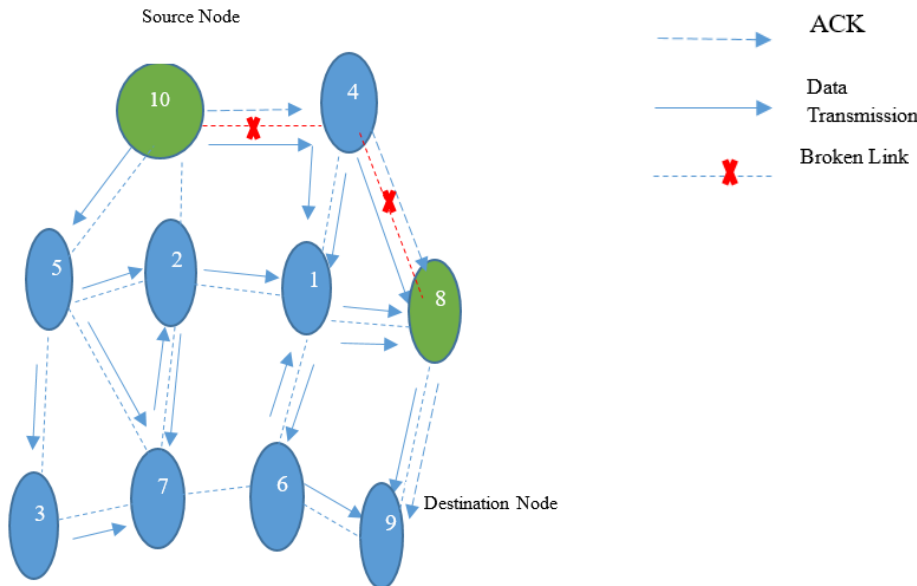 Source Node
ACK
10
4
Data
Transmission
Broken Link
2
5
1
8
7
6
3
9
Destination Node